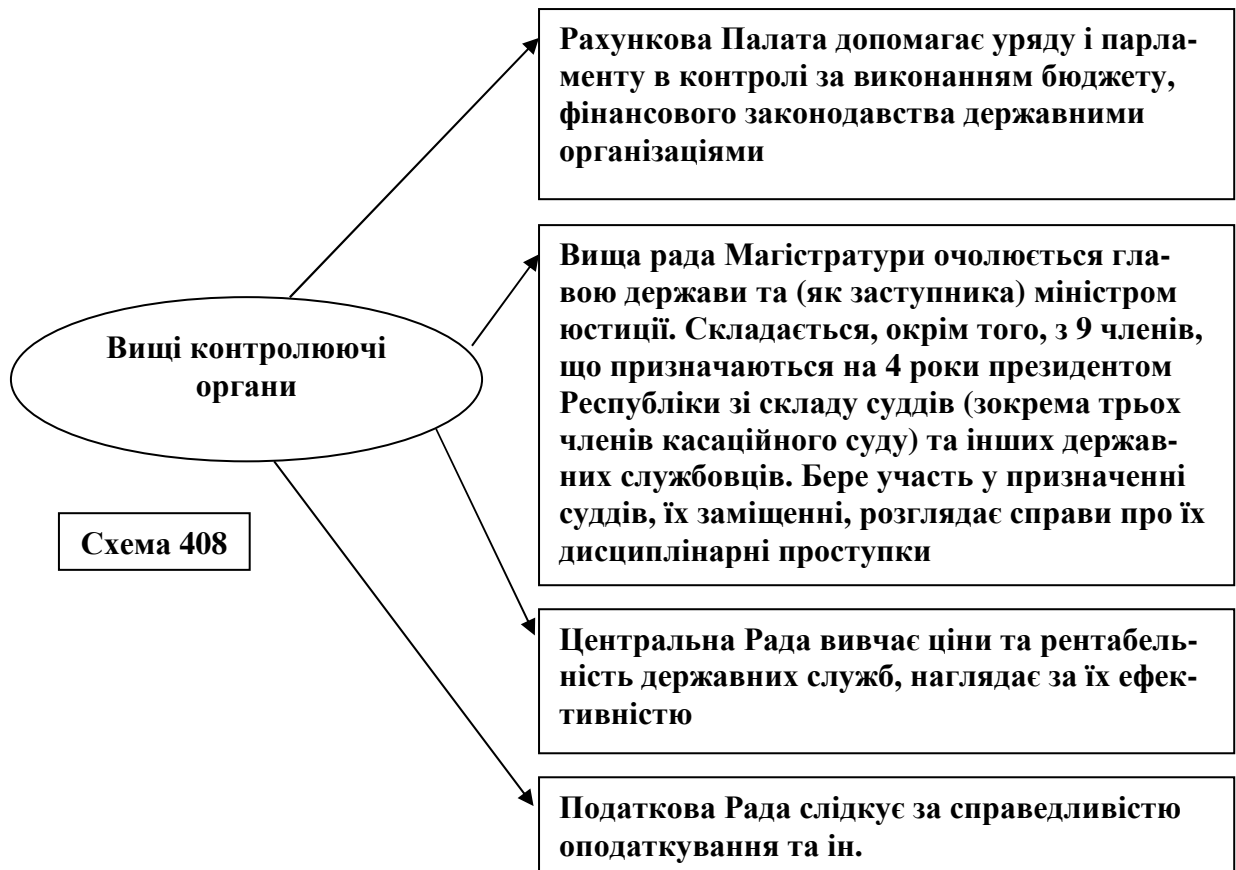 Рахункова Палата допомагає уряду і парла-
менту в контролі за виконанням бюджету,
фінансового законодавства державними
організаціями
Вища рада Магістратури очолюється гла-
вою держави та (як заступника) міністром
юстиції. Складається, окрім того, з 9 членів,
що призначаються на 4 роки президентом
Республіки зі складу суддів (зокрема трьох
членів касаційного суду) та інших держав-
них службовців. Бере участь у призначенні
суддів, їх заміщенні, розглядає справи про їх
дисциплінарні проступки
Вищі контролюючі
органи
Схема 408
Центральна Рада вивчає ціни та рентабель-
ність державних служб, наглядає за їх ефек-
тивністю
Податкова Рада слідкує за справедливістю
оподаткування та ін.